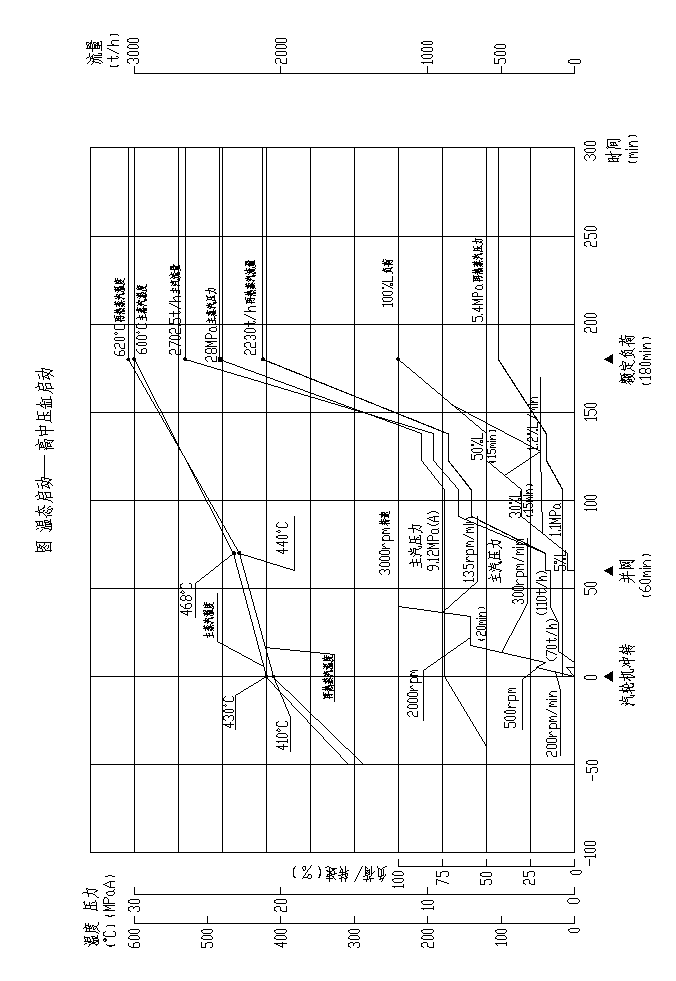 图 温态启动——高中压缸启动
温度 压力
(°C) (MPaA)
600
500
400
300
200
100
0
30
20
10
0
负荷/转速(%)
100
75
50
25
0
流量
(t/h)
3000
2000
1000
500
0
620°C再热蒸汽温度
600°C主蒸汽温度
2702.5t/h主汽流量
28MPa主蒸汽压力
2230t/h再热蒸汽流量
100%L负荷
5.4MPa再热蒸汽压力
468°C
主蒸汽温度
440°C
430°C
410°C
再热蒸汽温度
3000rpm转速
主汽压力
9.12MPa(A)
135rpm/min
主汽压力
300rpm/min
(20min)
2000rpm
500rpm
200rpm/min
(70t/h)
(110t/h)
5%L
1.1MPa
30%L
(15min)
50%L
(15min)
1.2%L/min
-100
-50
0
50
100
150
200
250
300
时间
(min)
汽轮机冲转
并网
(60min)
额定负荷
(180min)